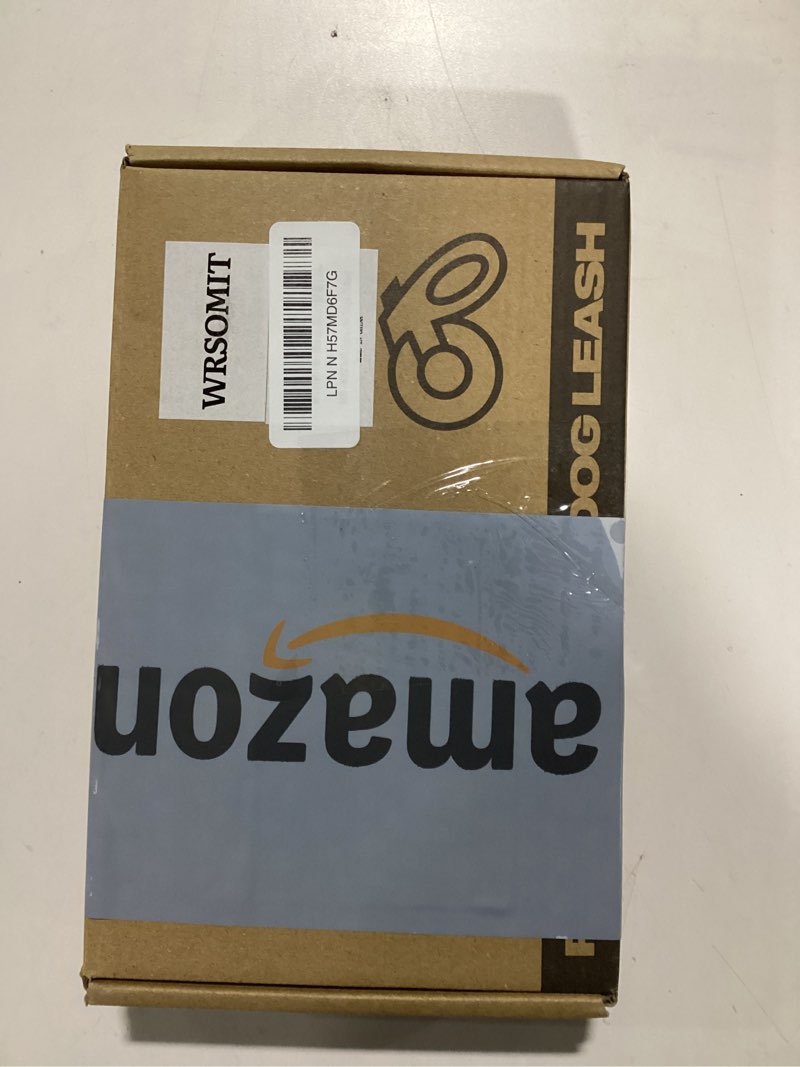 WRSOMIT
LPN N H57MD6F7G
DOG LEASH
amazon